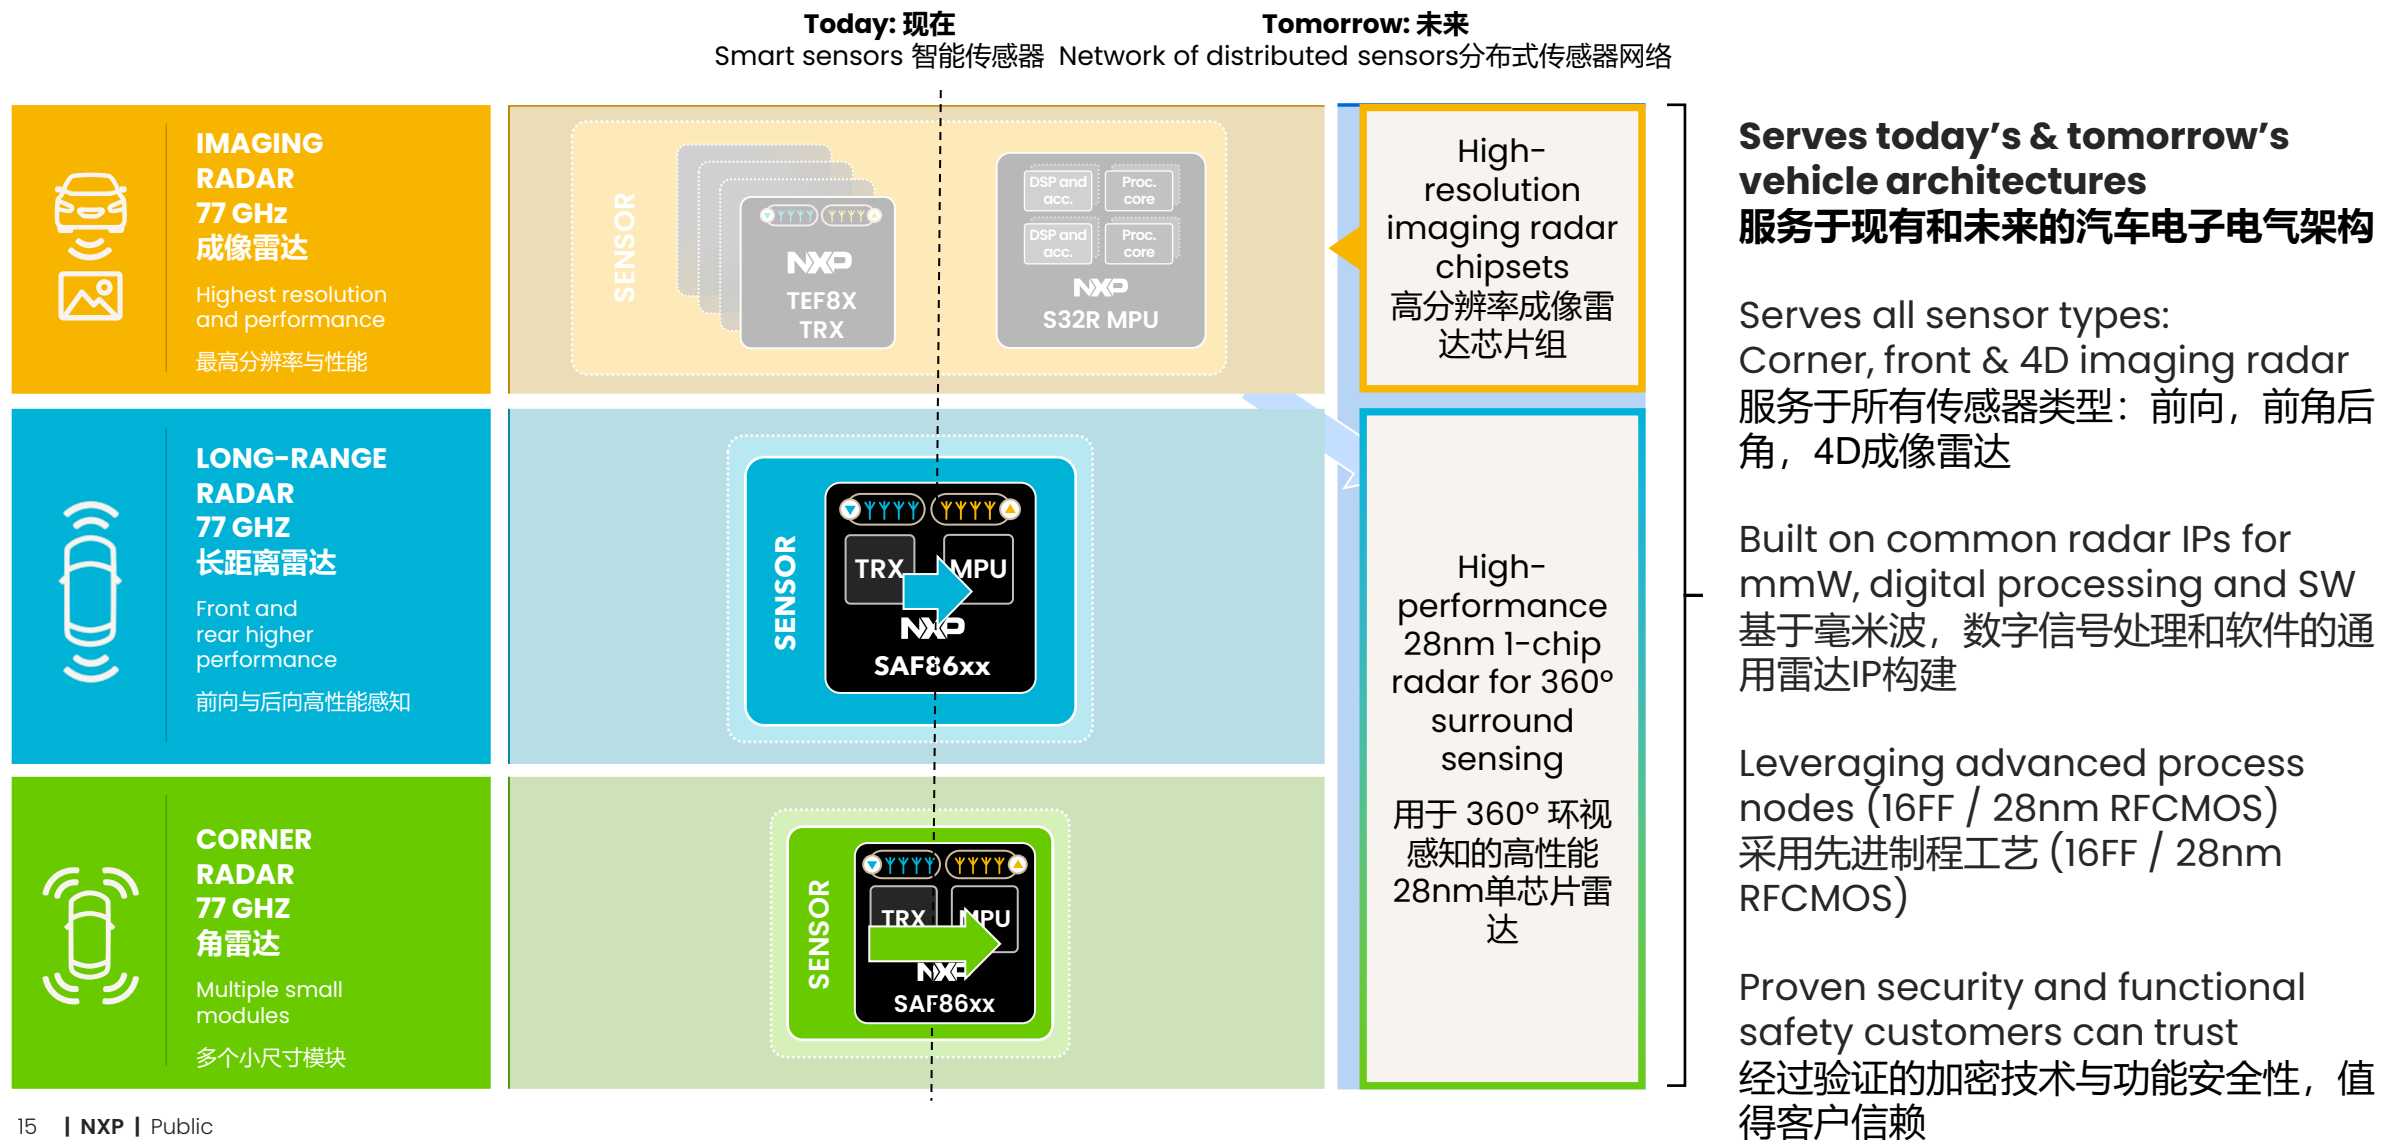 Today: 现在
Smart sensors 智能传感器
Tomorrow: 未来
Network of distributed sensors分布式传感器网络
IMAGING
RADAR
77 GHz
成像雷达
Highest resolution
and performance
最高分辨率与性能
SENSOR
NXP
TEF8X
TRX
DSP and
acc.
Proc.
core
DSP and
acc.
Proc.
core
NXP
S32R MPU
High-
resolution
imaging radar
chipsets
高分辨率成像雷
达芯片组
LONG-RANGE
RADAR
77 GHZ
长距离雷达
Front and
rear higher
performance
前向与后向高性能感知
SENSOR
TRX
MPU
NXP
SAF86xx
High-
performance
28nm 1-chip
radar for 360°
surround
sensing
用于 360° 环视
感知的高性能
28nm单芯片雷
达
CORNER
RADAR
77 GHZ
角雷达
Multiple small
modules
多个小尺寸模块
SENSOR
TRX
MPU
NXP
SAF86xx
Serves today’s & tomorrow’s
vehicle architectures
服务于现有和未来的汽车电子电气架构
Serves all sensor types:
Corner, front & 4D imaging radar
服务于所有传感器类型：前向，前角后
角，4D成像雷达
Built on common radar IPs for
mmW, digital processing and SW
基于毫米波，数字信号处理和软件的通
用雷达IP构建
Leveraging advanced process
nodes (16FF / 28nm RFCMOS)
采用先进制程工艺 (16FF / 28nm
RFCMOS)
Proven security and functional
safety customers can trust
经过验证的加密技术与功能安全性，值
得客户信赖
15 | NXP | Public